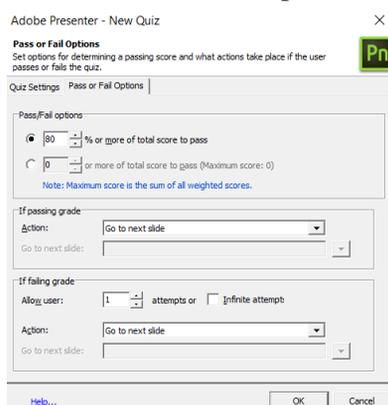 Adobe Presenter - New Quiz
Pass or Fail Options
Set options for determining a passing score and what actions take place if the user
passes or fails the quiz.
Pn
Quiz Settings
Pass or Fail Options
Pass/Fail options
80 % or more of total score to pass
0 or more of total score to pass (Maximum score: 0)
Note: Maximum score is the sum of all weighted scores.
If passing grade
Action: Go to next slide
Go to next slide:
If failing grade
Allow user: 1 attempts or Infinite attempt
Action: Go to next slide
Go to next slide:
Help...
OK
Cancel